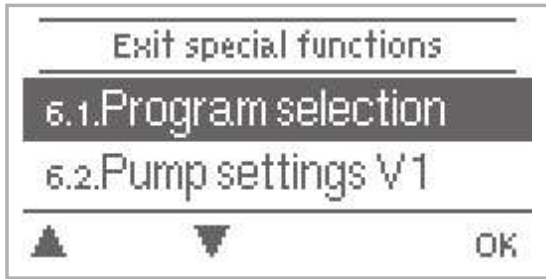 Exit special functions
6.1.Program selection
6.2.Pump settings V1
OK